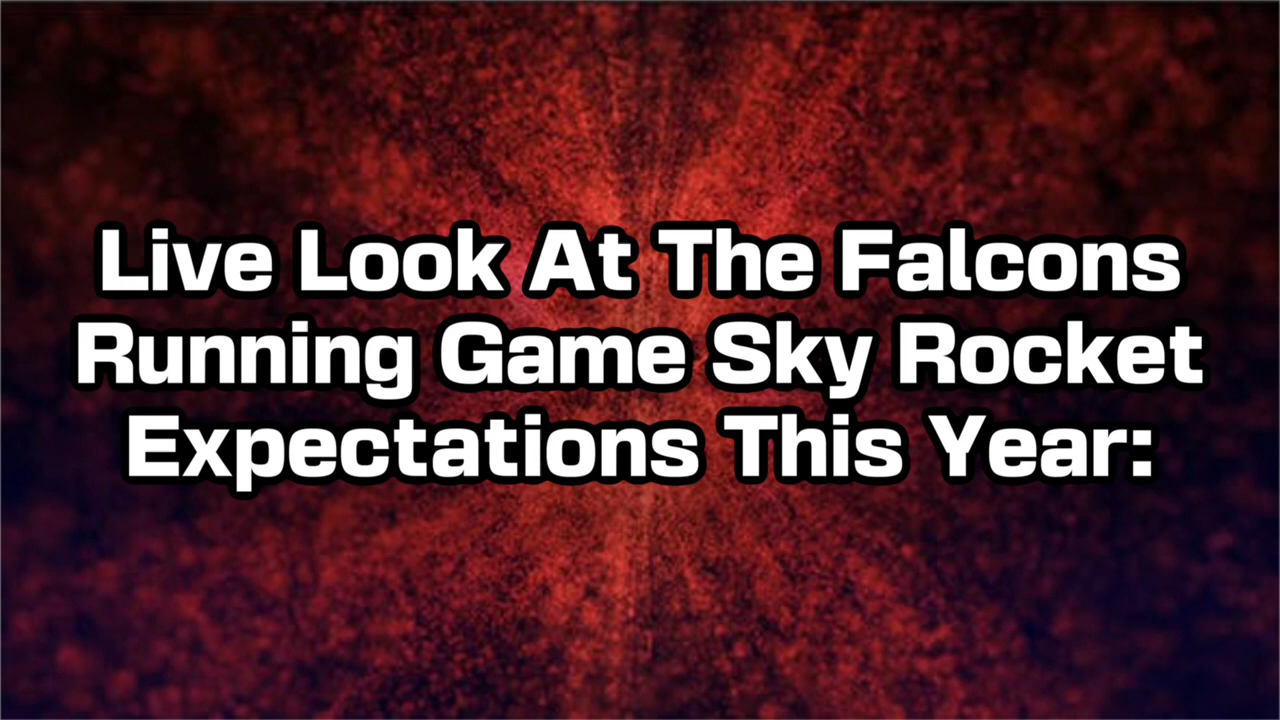 Live Look At The Falcons
Running Game Sky Rocket
Expectations This Year: